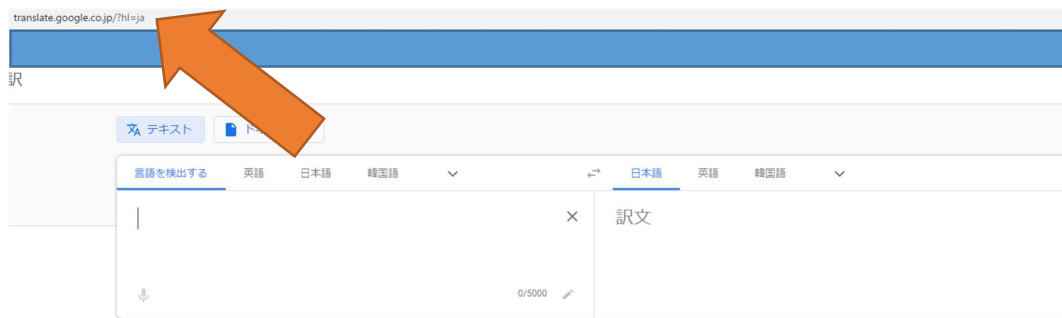 translate.google.co.jp/?hl=ja
訳
テキスト
言語を検出する 英語 日本語 韓国語 日本語 英語 韓国語
訳文
0/5000